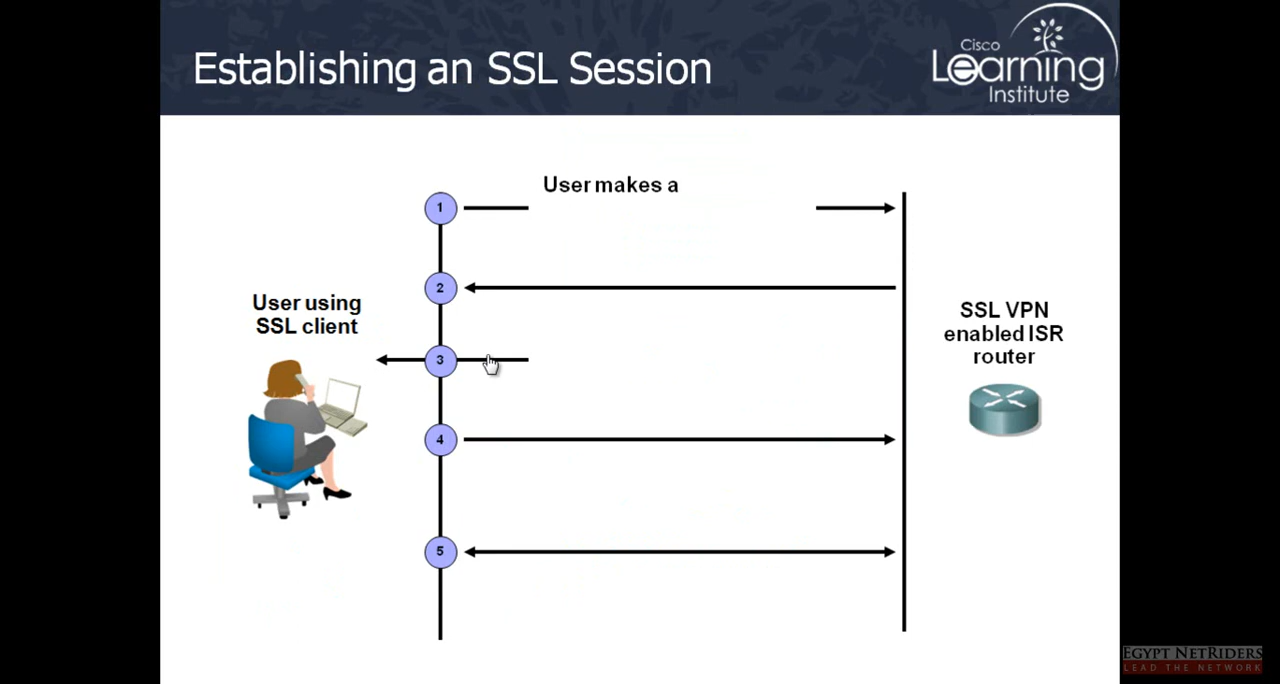 Establishing an SSL Session
Cisco
Learning
Institute
User makes a
1
2
User using
SSL client
SSL VPN
enabled ISR
router
3
4
5
EGYPT NETRIDERS
LEAD THE NETWORK